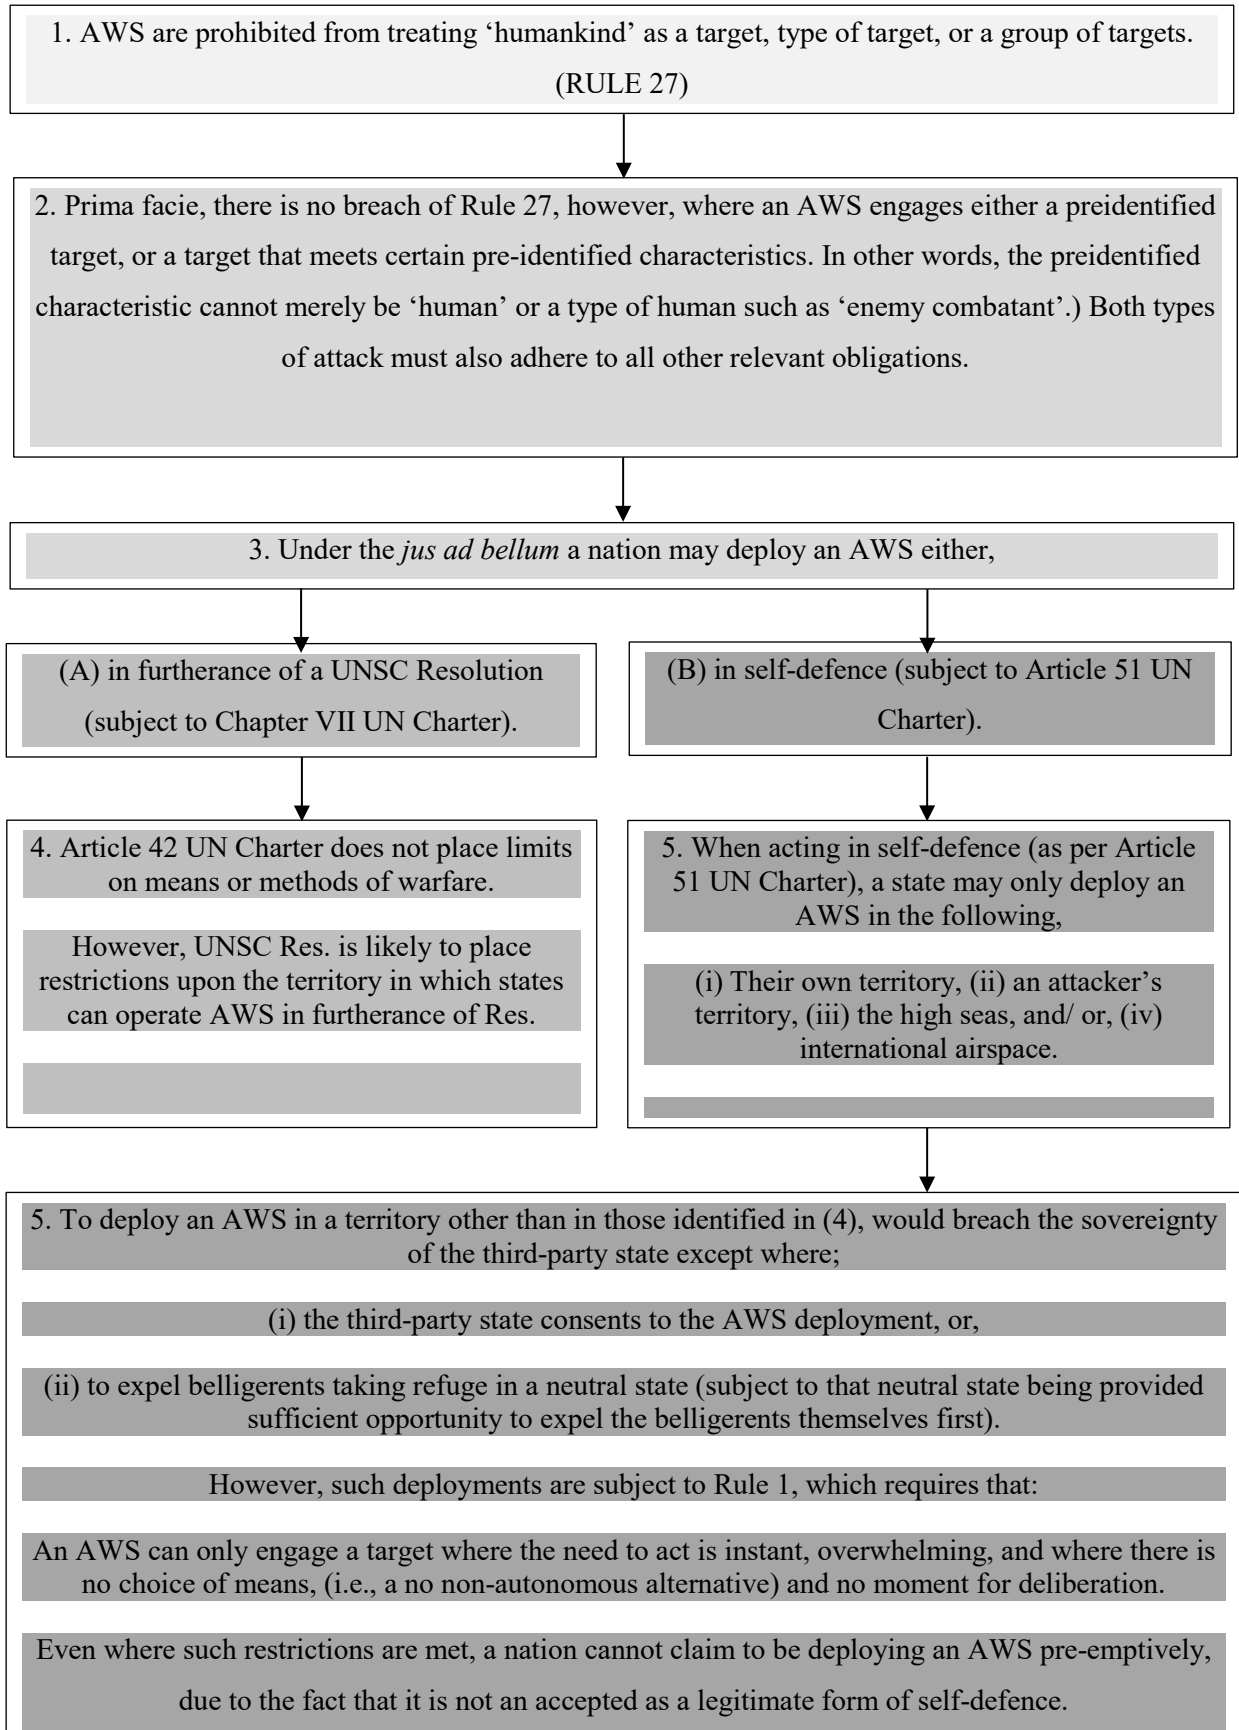 1. AWS are prohibited from treating ‘humankind’ as a target, type of target, or a group of targets.
(RULE 27)
2. Prima facie, there is no breach of Rule 27, however, where an AWS engages either a preidentified
target, or a target that meets certain pre-identified characteristics. In other words, the preidentified
characteristic cannot merely be ‘human’ or a type of human such as ‘enemy combatant’.) Both types
of attack must also adhere to all other relevant obligations.
3. Under the jus ad bellum a nation may deploy an AWS either,
(A) in furtherance of a UNSC Resolution
(subject to Chapter VII UN Charter).
(B) in self-defence (subject to Article 51 UN
Charter).
4. Article 42 UN Charter does not place limits
on means or methods of warfare.
However, UNSC Res. is likely to place
restrictions upon the territory in which states
can operate AWS in furtherance of Res.
5. When acting in self-defence (as per Article
51 UN Charter), a state may only deploy an
AWS in the following,
(i) Their own territory, (ii) an attacker’s
territory, (iii) the high seas, and/ or, (iv)
international airspace.
5. To deploy an AWS in a territory other than in those identified in (4), would breach the sovereignty
of the third-party state except where;
(i) the third-party state consents to the AWS deployment, or,
(ii) to expel belligerents taking refuge in a neutral state (subject to that neutral state being provided
sufficient opportunity to expel the belligerents themselves first).
However, such deployments are subject to Rule 1, which requires that:
An AWS can only engage a target where the need to act is instant, overwhelming, and where there is
no choice of means, (i.e., a no non-autonomous alternative) and no moment for deliberation.
Even where such restrictions are met, a nation cannot claim to be deploying an AWS pre-emptively,
due to the fact that it is not an accepted as a legitimate form of self-defence.